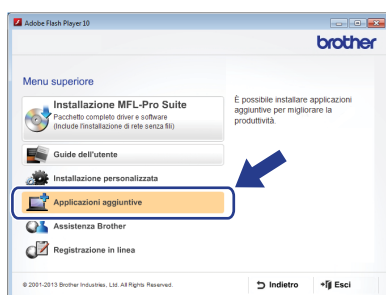 Adobe Flash Player 10
brother
Menu superiore
Installazione MFL-Pro Suite
Pacchetto completo driver e software
(Include l'installazione di rete senza fili)
È possibile installare applicazioni
aggiuntive per migliorare la
produttività.
Guide dell'utente
Installazione personalizzata
Applicazioni aggiuntive
Assistenza Brother
Registrazione in linea
© 2001-2013 Brother Industries, Ltd. All Rights Reserved.
Indietro
Esci